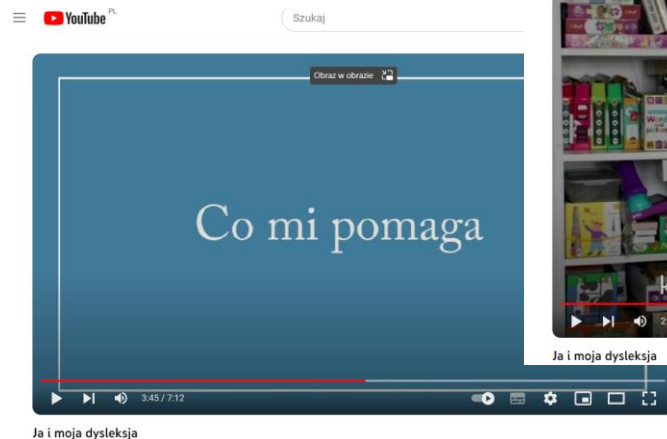 YouTube PL
Szukaj
Obraz w obrazie
Co mi pomaga
3:45 / 7:12
Ja i moja dysleksja
Ja i moja dysleksja